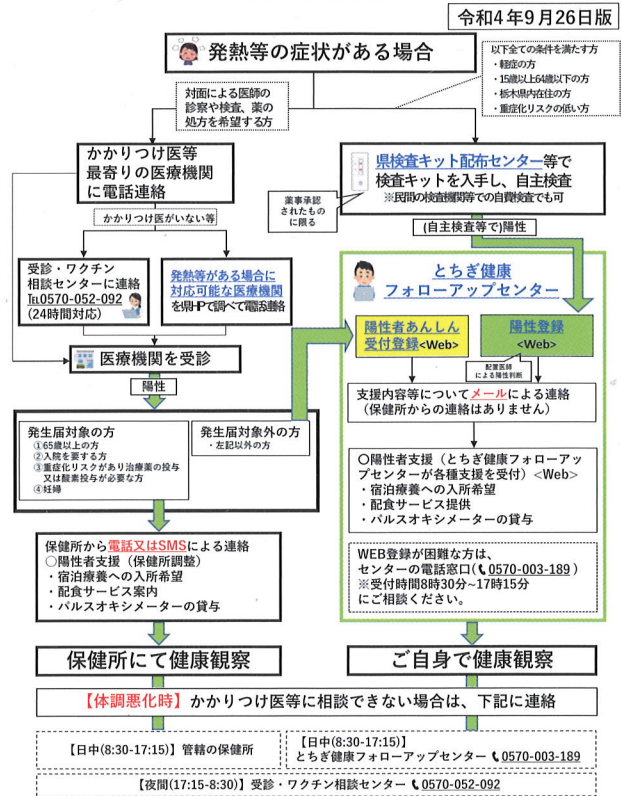 令和4年9月26日版
発熱等の症状がある場合
以下全ての条件を満たす方
・軽症の方
・15歳以上64歳以下の方
・栃木県内在住の方
・重症化リスクの低い方
対面による医師の
診察や検査、薬の
処方を希望する方
かかりつけ医等
最寄りの医療機関
に電話連絡
県検査キット配布センター等で
検査キットを入手し、自主検査
※民間の検査機関等での自費検査でも可
薬事承認
されたもの
に限る
かかりつけ医がいない等
(自主検査等で)陽性
受診・ワクチン
相談センターに連絡
℡0570-052-092
(24時間対応)
発熱等がある場合に
対応可能な医療機関
を県HPで調べて電話連絡
とちぎ健康
フォローアップセンター
陽性者あんしん
受付登録<Web>
陽性登録
<Web>
医療機関を受診
配置医師
による陽性判断
陽性
支援内容等についてメールによる連絡
(保健所からの連絡はありません)
発生届対象の方
①65歳以上の方
②入院を要する方
③重症化リスクがあり治療薬の投与
又は酸素投与が必要な方
④妊婦
発生届対象外の方
・左記以外の方
〇陽性者支援(とちぎ健康フォローアッ
プセンターが各種支援を受付)<Web>
・宿泊療養への入所希望
・配食サービス提供
・パルスオキシメーターの貸与
保健所から電話又はSMSによる連絡
〇陽性者支援(保健所調整)
・宿泊療養への入所希望
・配食サービス案内
・パルスオキシメーターの貸与
WEB登録が困難な方は、
センターの電話窓口(📞0570-003-189)
※受付時間8時30分~17時15分
にご相談ください。
保健所にて健康観察
ご自身で健康観察
【体調悪化時】かかりつけ医等に相談できない場合は、下記に連絡
【日中(8:30-17:15)】管轄の保健所
【日中(8:30-17:15)】
とちぎ健康フォローアップセンター📞0570-003-189
【夜間(17:15-8:30)】受診・ワクチン相談センター📞0570-052-092